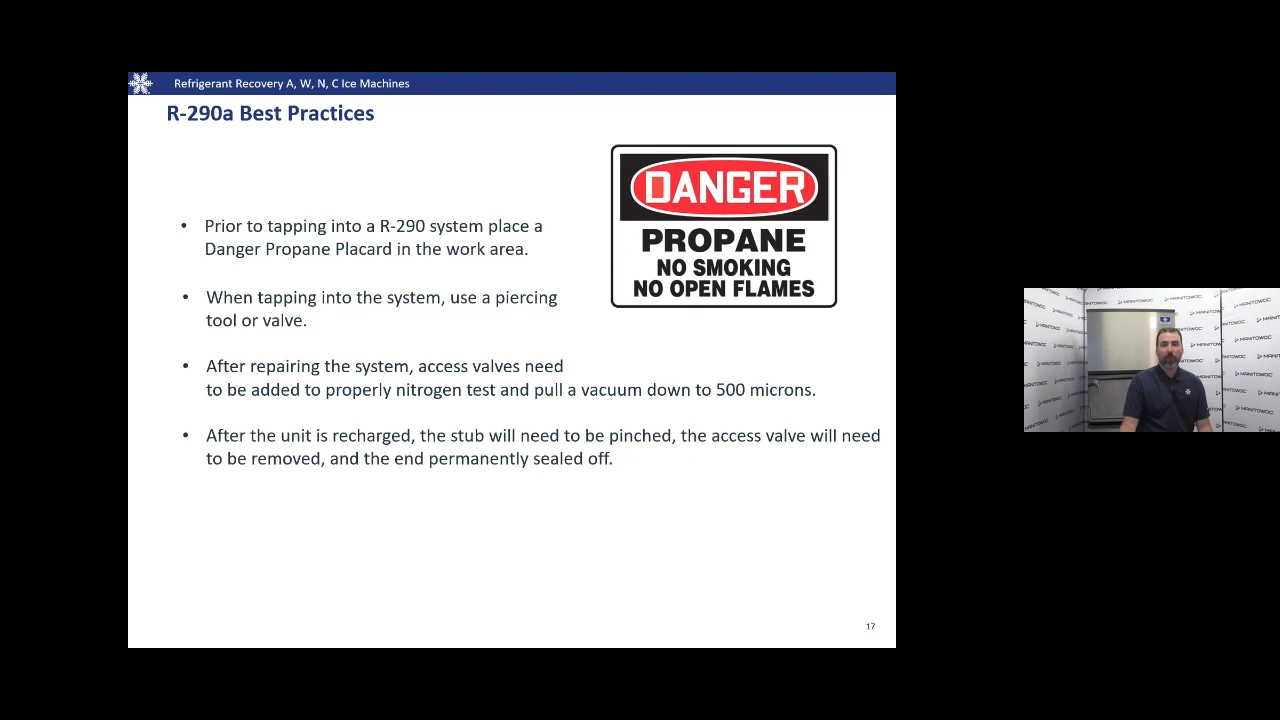 Refrigerant Recovery A, W, N, C Ice Machines
R-290a Best Practices
DANGER
PROPANE
NO SMOKING
NO OPEN FLAMES
• Prior to tapping into a R-290 system place a
Danger Propane Placard in the work area.
• When tapping into the system, use a piercing
tool or valve.
• After repairing the system, access valves need
to be added to properly nitrogen test and pull a vacuum down to 500 microns.
• After the unit is recharged, the stub will need to be pinched, the access valve will need
to be removed, and the end permanently sealed off.
17
MANITOWOC